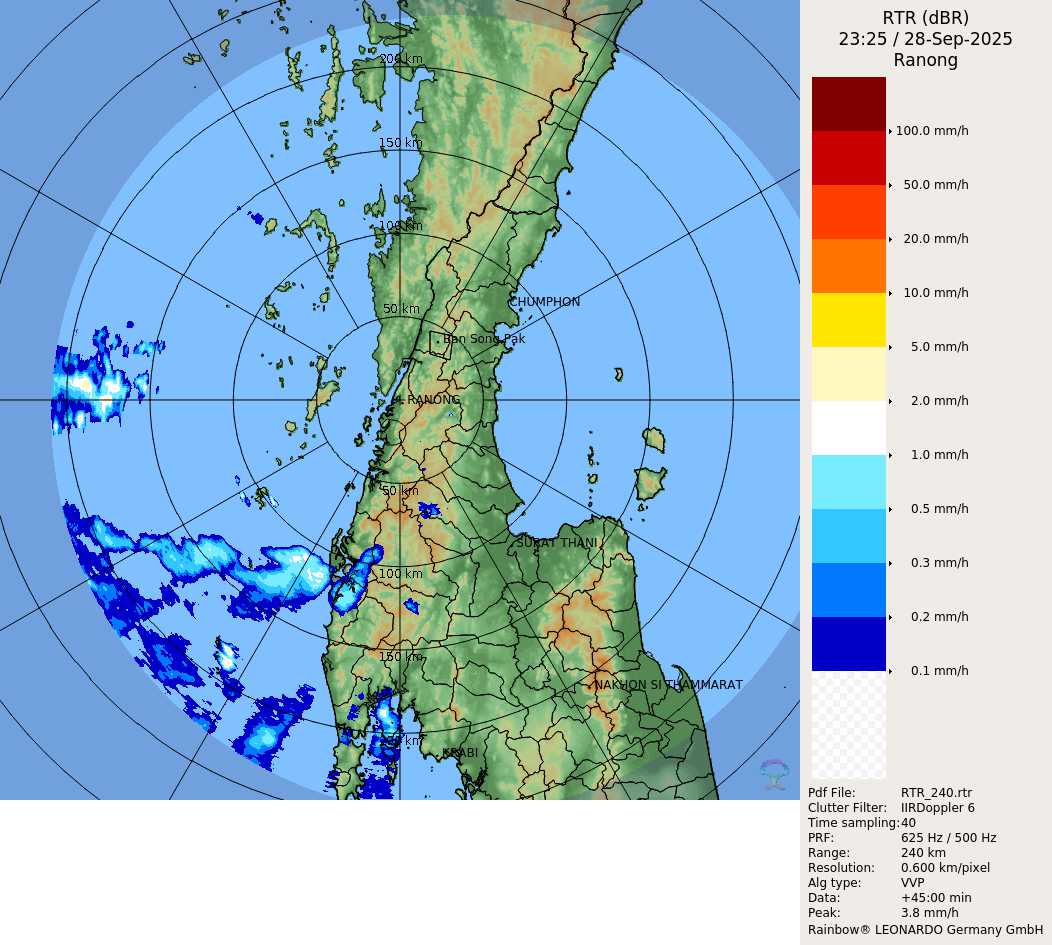 RTR (dBR)
23:25 / 28-Sep-2025
Ranong
200 km
150 km
100 km
50 km
CHUMPHON
Ban Song Pak
RANONG
50 km
SURAT THANI
100 km
150 km
NAKHON SI THAMMARAT
200 km
KRABI
100.0 mm/h
50.0 mm/h
20.0 mm/h
10.0 mm/h
5.0 mm/h
2.0 mm/h
1.0 mm/h
0.5 mm/h
0.3 mm/h
0.2 mm/h
0.1 mm/h
Pdf File: RTR_240.rtr
Clutter Filter: IIRDoppler 6
Time sampling: 40
PRF: 625 Hz / 500 Hz
Range: 240 km
Resolution: 0.600 km/pixel
Alg type: VVP
Data: +45:00 min
Peak: 3.8 mm/h
Rainbow® LEONARDO Germany GmbH